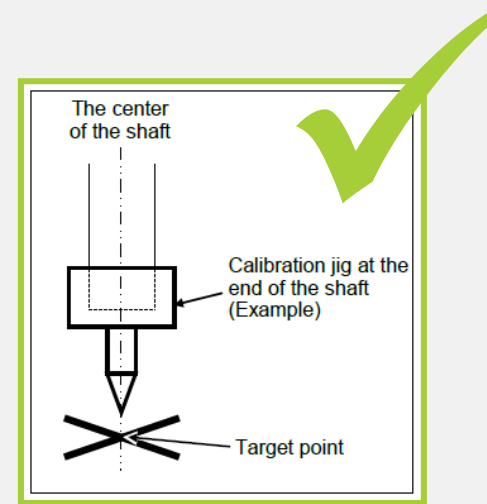 The center
of the shaft
Calibration jig at the
end of the shaft
(Example)
Target point